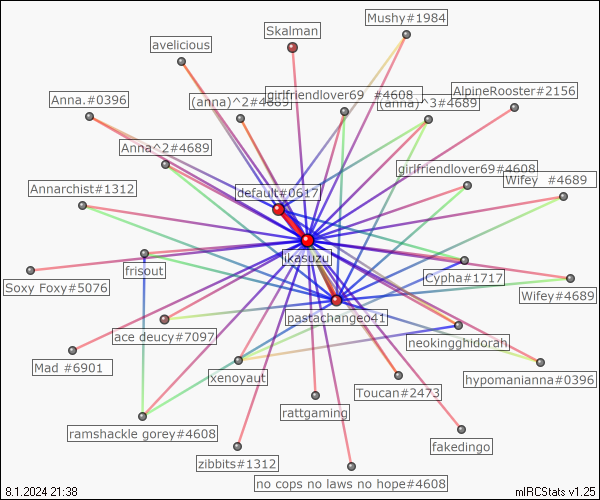 Mushy#1984
Skalman
avelicious
AlpineRooster#2156
girlfriendlover69 #4608
Anna.#0396
(anna)^2#4689
(anna)^3#4689
Anna^2#4689
girlfriendlover69#4608
Wifey #4689
Annarchist#1312
default#0617
ikasuzu
frisout
Cypha#1717
Soxy Foxy#5076
Wifey#4689
pastachangeo41
ace deucy#7097
neokingghidorah
Mad #6901
xenoyaut
hypomanianna#0396
Toucan#2473
rattgaming
ramshackle gorey#4608
fakedingo
zibbits#1312
no cops no laws no hope#4608
8.1.2024 21:38
mIRCStats v1.25